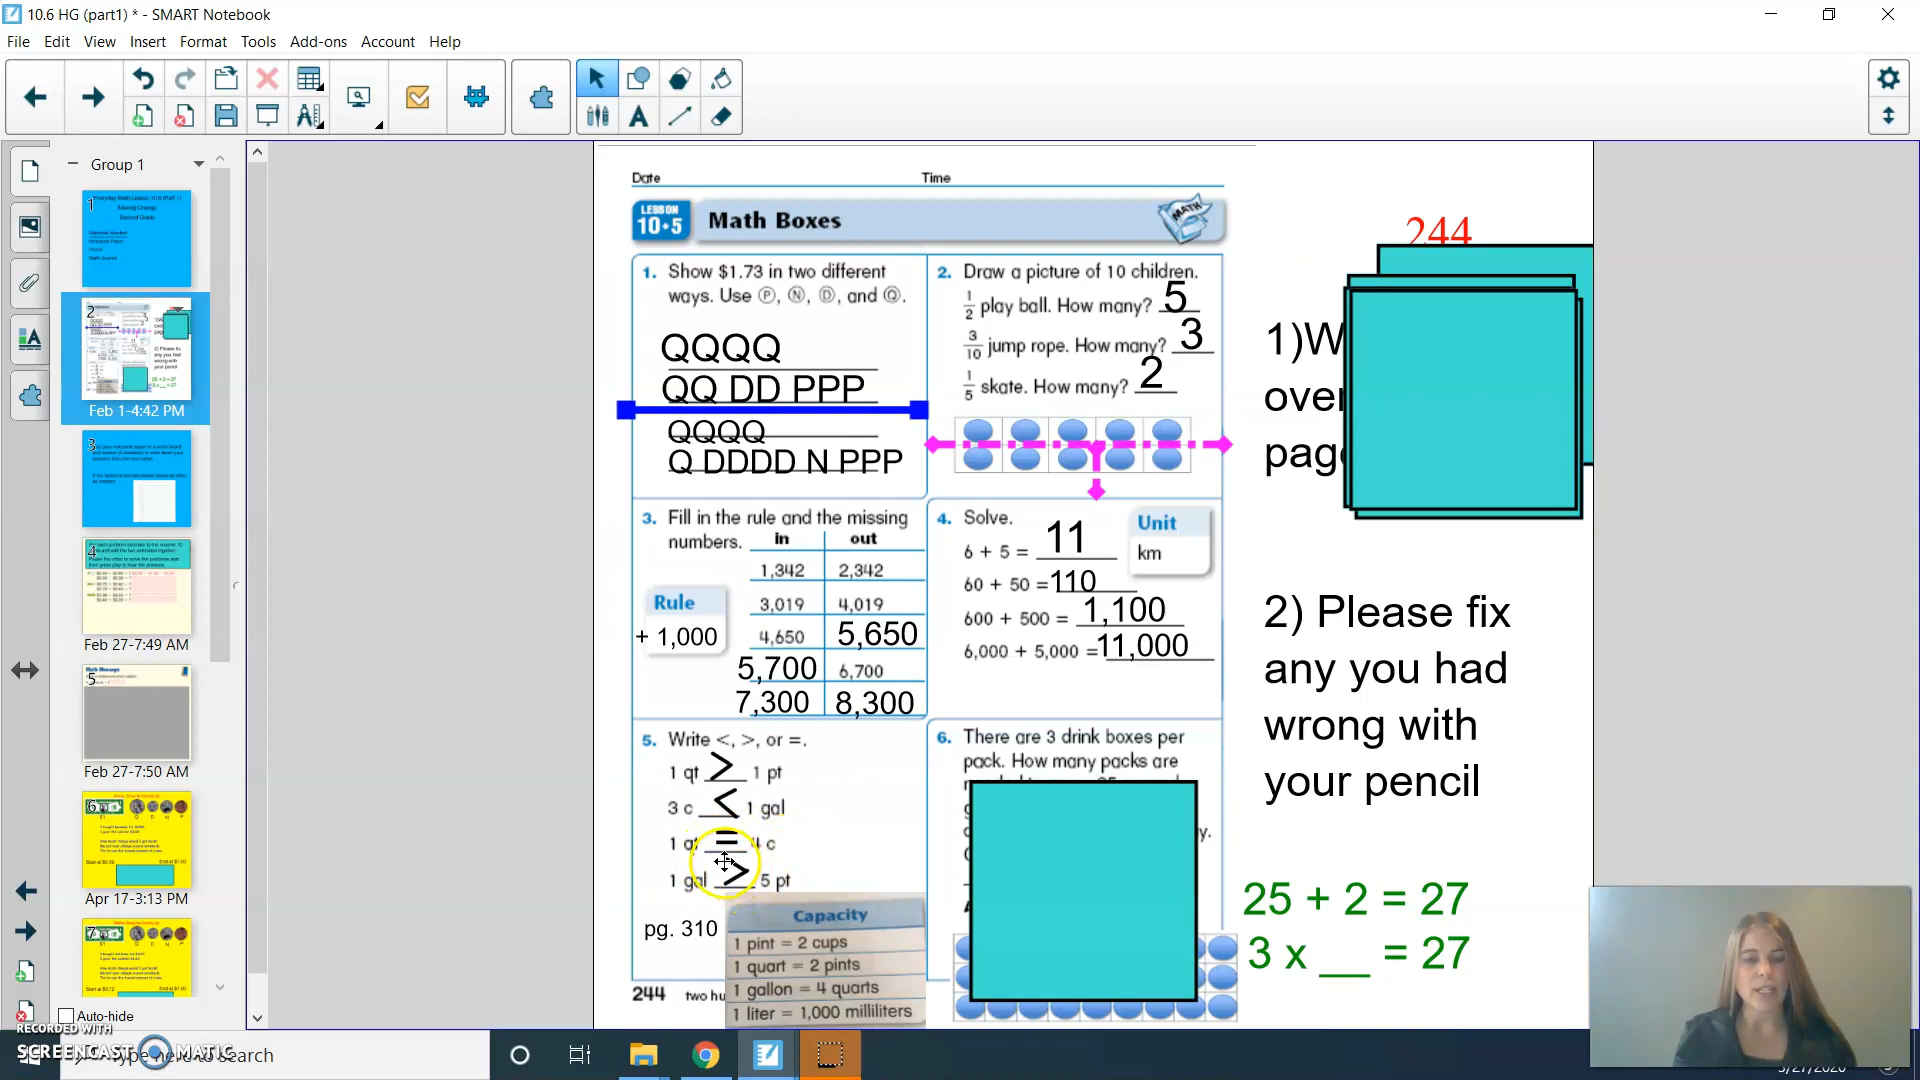 10.6 HG (part1) * - SMART Notebook
File Edit View Insert Format Tools Add-ons Account Help
Group 1
Feb 1-4:42 PM
Feb 27-7:49 AM
Feb 27-7:50 AM
Apr 17-3:13 PM
Auto-hide
Date Time
LESSON
10·5
Math Boxes
MATH
1. Show $1.73 in two different
ways. Use Ⓟ, Ⓝ, Ⓓ, and Ⓠ.
QQQQ
QQ DD PPP
QQQQ
Q DDDD N PPP
2. Draw a picture of 10 children.
1/2 play ball. How many? 5
3/10 jump rope. How many? 3
1/5 skate. How many? 2
3. Fill in the rule and the missing
numbers.
in out
1,342 2,342
3,019 4,019
4,650 5,650
5,700 6,700
7,300 8,300
Rule
+ 1,000
4. Solve.
Unit
km
6 + 5 = 11
60 + 50 = 110
600 + 500 = 1,100
6,000 + 5,000 = 11,000
5. Write <, >, or =.
1 qt > 1 pt
3 c < 1 gal
1 qt = 4 c
1 gal > 5 pt
pg. 310
Capacity
1 pint = 2 cups
1 quart = 2 pints
1 gallon = 4 quarts
1 liter = 1,000 milliliters
6. There are 3 drink boxes per
pack. How many packs are
244
244
1)
2) Please fix
any you had
wrong with
your pencil
25 + 2 = 27
3 x __ = 27
RECORDED WITH
SCREENCAST MATIC
Type here to search